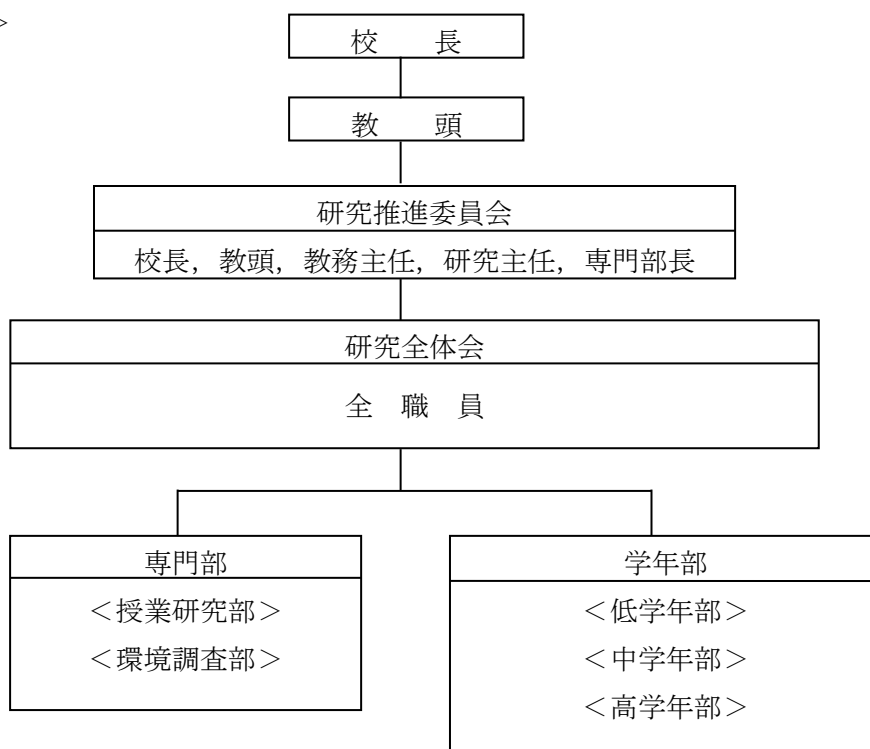 >
校　　長
教　　頭
研究推進委員会
校長，教頭，教務主任，研究主任，専門部長
研究全体会
全　職　員
専門部
＜授業研究部＞
＜環境調査部＞
学年部
＜低学年部＞
＜中学年部＞
＜高学年部＞